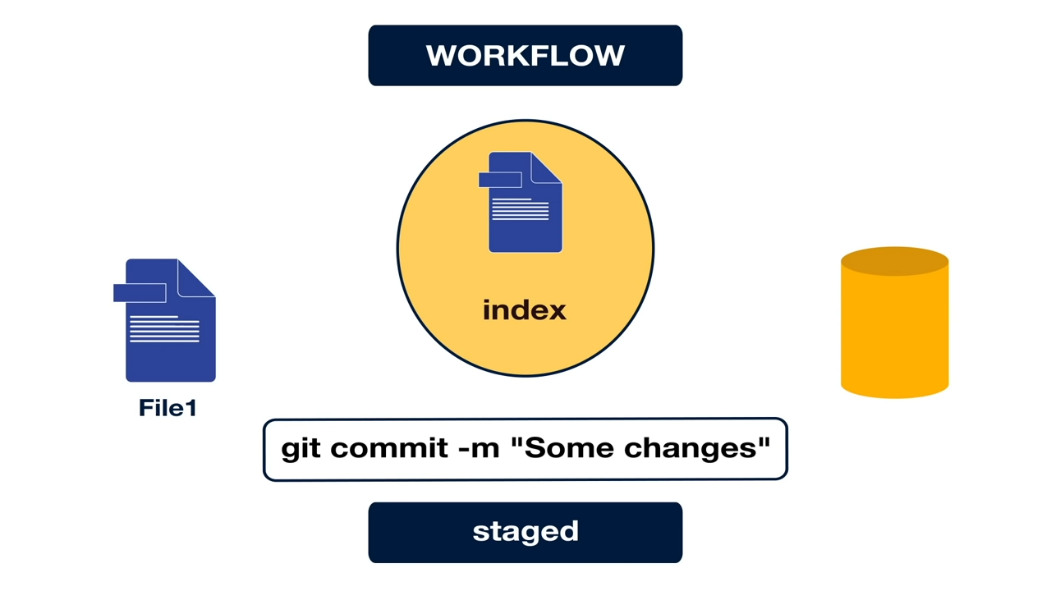 WORKFLOW
index
File1
git commit -m "Some changes"
staged